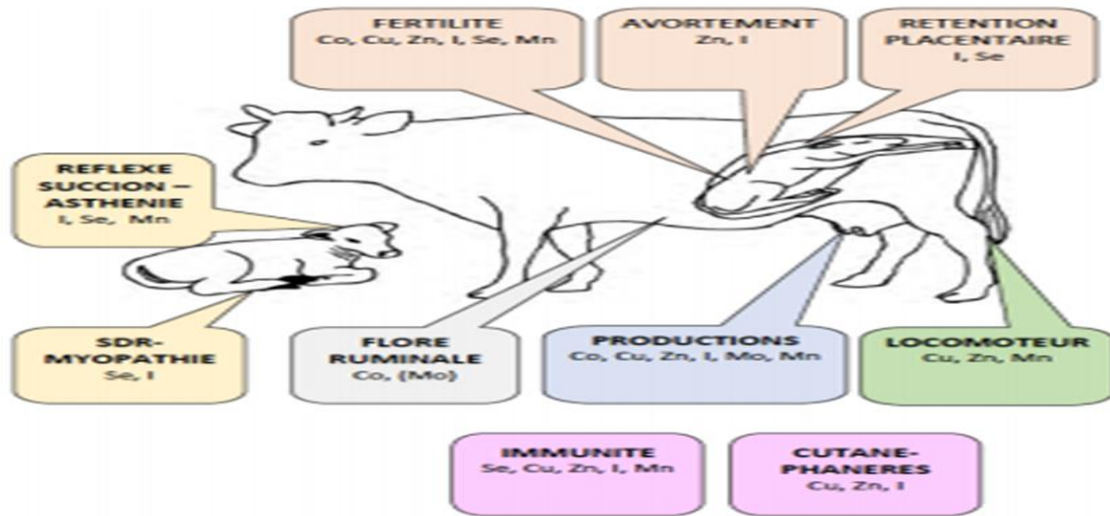 FERTILITE
Co, Cu, Zn, I, Se, Mn
AVORTEMENT
Zn, I
RETENTION
PLACENTAIRE
I, Se
REFLEXE
SUCCION –
ASTHENIE
I, Se, Mn
SDR-
MYOPATHIE
Se, I
FLORE
RUMINALE
Co, (Mo)
PRODUCTIONS
Co, Cu, Zn, I, Mo, Mn
LOCOMOTEUR
Cu, Zn, Mn
IMMUNITE
Se, Cu, Zn, I, Mn
CUTANE-
PHANERES
Cu, Zn, I